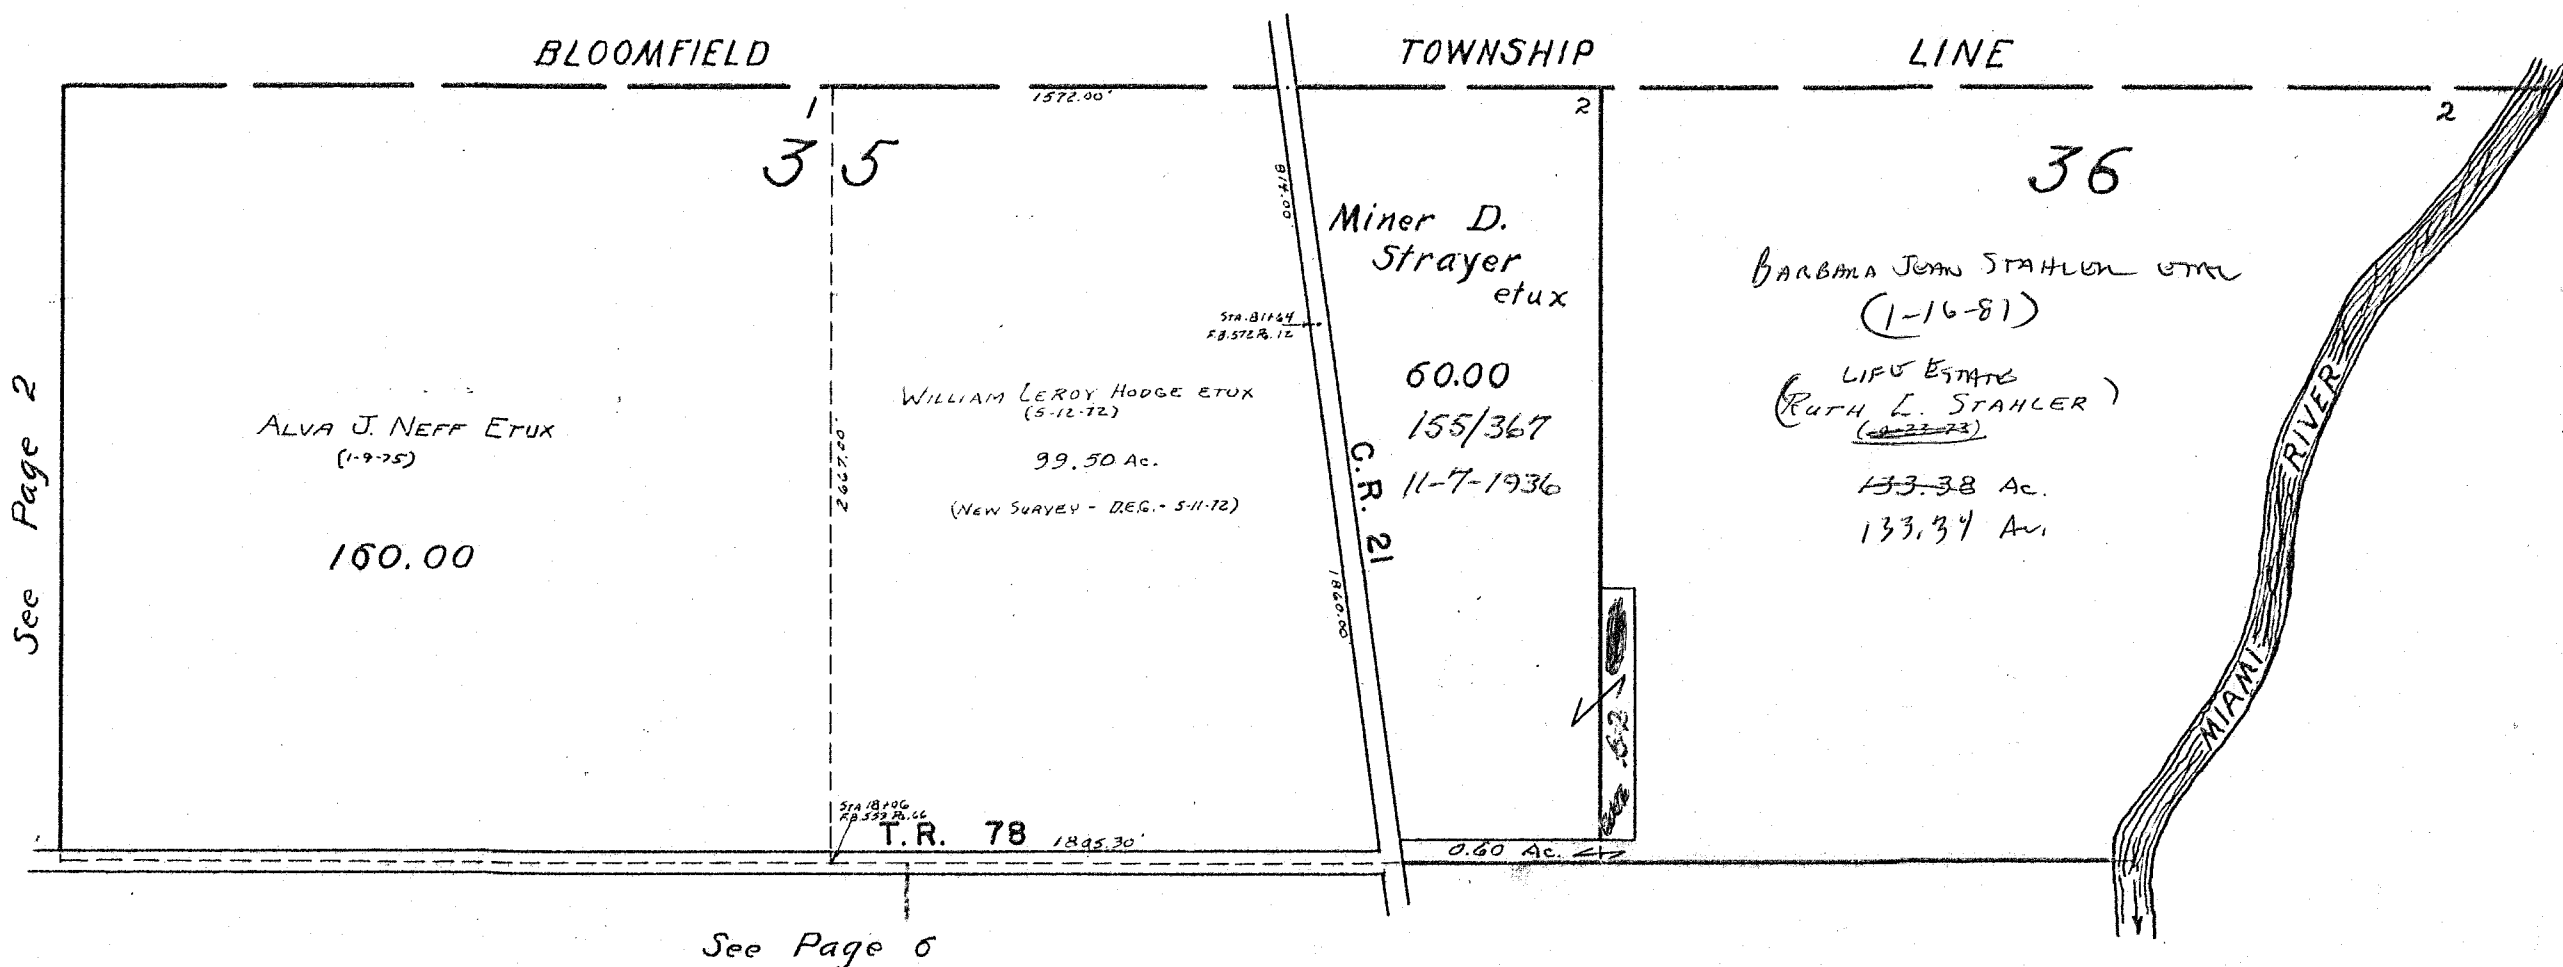 BLOOMFIELD TOWNSHIP LINE
1572.00'
1
2
2
35
36
See Page 2
ALVA J. NEFF ETUX
(1-9-75)
160.00
2667.00'
WILLIAM LEROY HODGE ETUX
(5-12-72)
99.50 Ac.
(NEW SURVEY - D.E.G. - 5-11-72)
814.00'
STA. 81+64
F.B. 572 PG. 12
C.R. 21
1860.00'
Miner D.
Strayer
etux
60.00
155/367
11-7-1936
BARBARA JEAN STAHLER ETAL
(1-16-81)
LIFE ESTATE
(RUTH L. STAHLER)
133.38 Ac.
133.34 Ac.
MIAMI RIVER
STA 18+06
F.B. 539 PG. 66
T.R. 78
1895.30'
0.60 Ac.
See Page 6